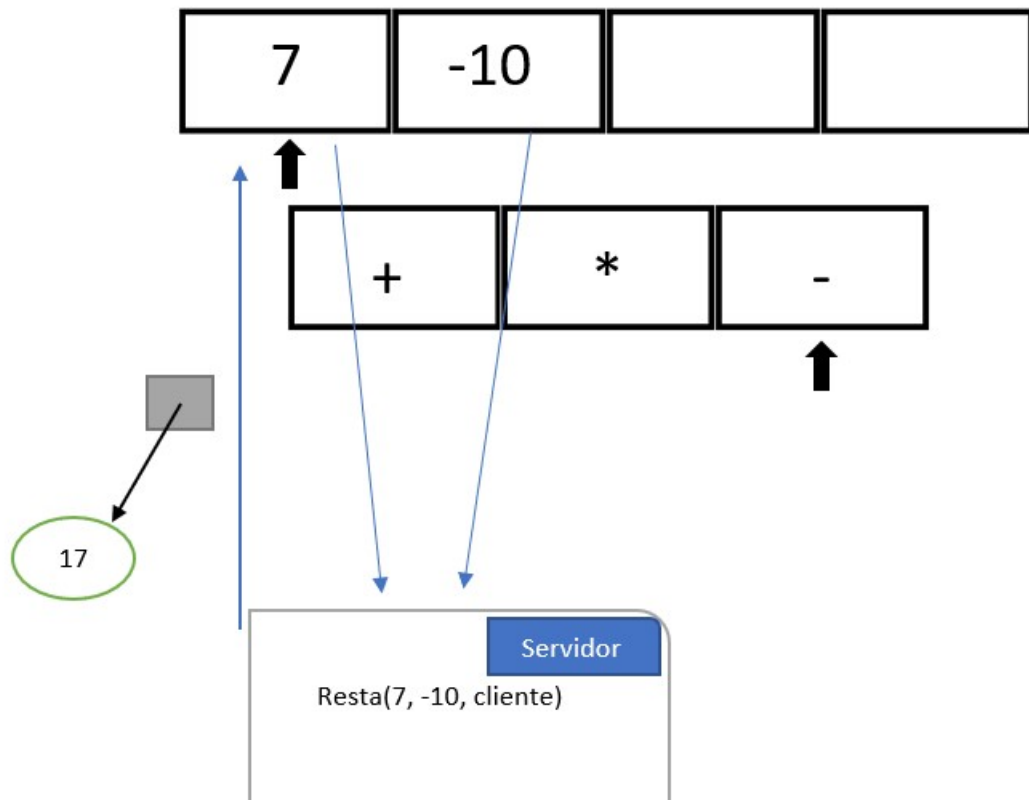 7 -10
+ * -
17
Servidor
Resta(7, -10, cliente)